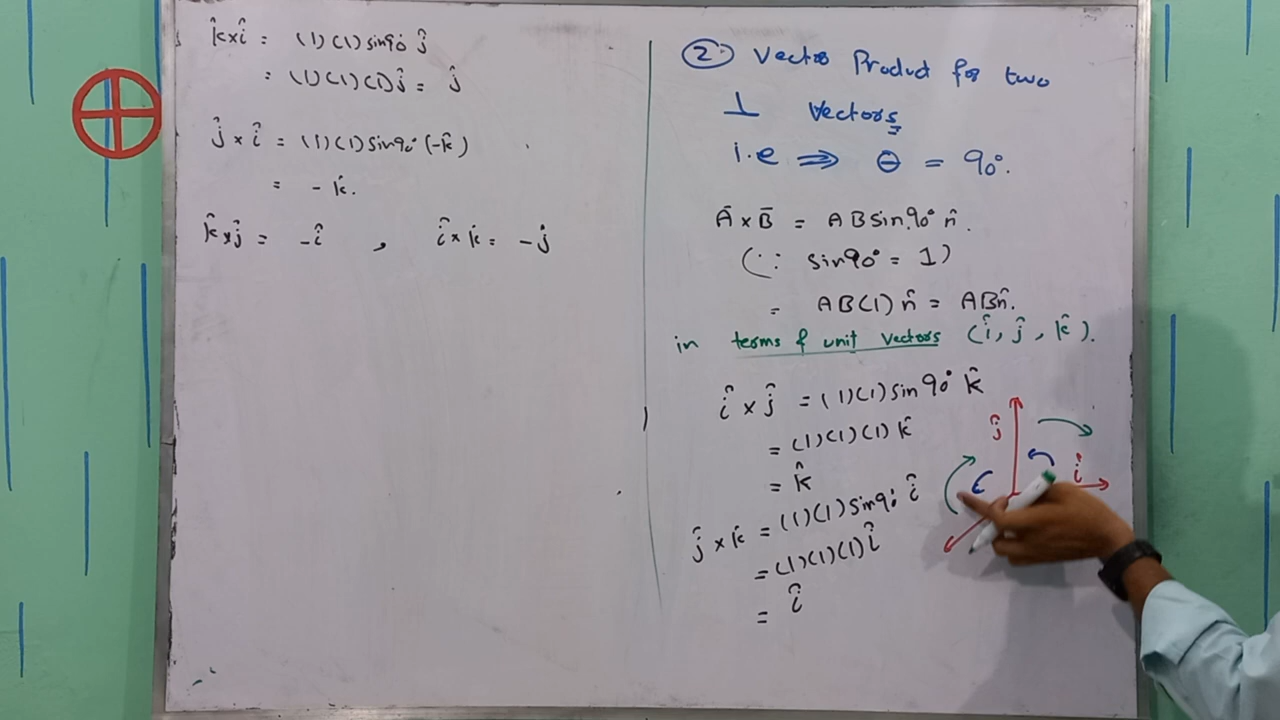 k̂×î = (1)(1)sin90° ĵ
= (1)(1)(1)ĵ = ĵ
ĵ × î = (1)(1)sin90° (-k̂)
= - k̂.
k̂×ĵ = -î , î×k̂ = -ĵ
② Vector Product for two
⊥ Vectors
i.e ⇒ θ = 90°.
Ā × B̄ = AB sin90° n̂.
(∵ sin90° = 1)
= AB(1) n̂ = ABn̂.
in terms of unit vectors (î, ĵ, k̂).
î × ĵ = (1)(1)sin90° k̂
= (1)(1)(1) k̂
= k̂
ĵ × k̂ = (1)(1)sin90° î
= (1)(1)(1)î
= î
ĵ
î